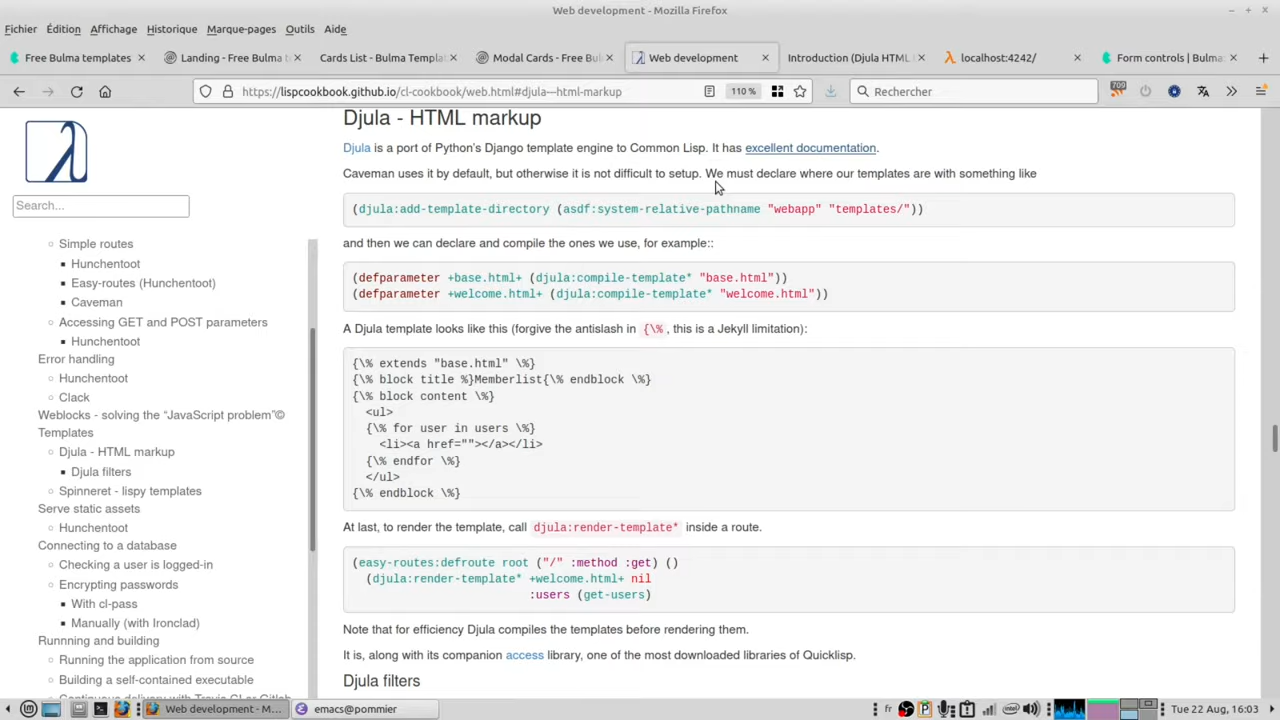 Web development - Mozilla Firefox
Fichier Édition Affichage Historique Marque-pages Outils Aide
Free Bulma templates
Landing - Free Bulma t
Cards List - Bulma Templat
Modal Cards - Free Bul
Web development
Introduction (Djula HTML
localhost:4242/
Form controls | Bulma:
https://lispcookbook.github.io/cl-cookbook/web.html#djula---html-markup
110 %
Rechercher
709
Search...
Simple routes
Hunchentoot
Easy-routes (Hunchentoot)
Caveman
Accessing GET and POST parameters
Hunchentoot
Error handling
Hunchentoot
Clack
Weblocks - solving the “JavaScript problem”©
Templates
Djula - HTML markup
Djula filters
Spinneret - lispy templates
Serve static assets
Hunchentoot
Connecting to a database
Checking a user is logged-in
Encrypting passwords
With cl-pass
Manually (with Ironclad)
Runnning and building
Running the application from source
Building a self-contained executable
Continuous delivery with Travis CI or Gitlab
Djula - HTML markup
Djula is a port of Python's Django template engine to Common Lisp. It has excellent documentation.
Caveman uses it by default, but otherwise it is not difficult to setup. We must declare where our templates are with something like
(djula:add-template-directory (asdf:system-relative-pathname "webapp" "templates/"))
and then we can declare and compile the ones we use, for example::
(defparameter +base.html+ (djula:compile-template* "base.html"))
(defparameter +welcome.html+ (djula:compile-template* "welcome.html"))
A Djula template looks like this (forgive the antislash in {\%, this is a Jekyll limitation):
{\% extends "base.html" \%}
{\% block title %}Memberlist{\% endblock \%}
{\% block content \%}
<ul>
{\% for user in users \%}
<li><a href=""></a></li>
{\% endfor \%}
</ul>
{\% endblock \%}
At last, to render the template, call djula:render-template* inside a route.
(easy-routes:defroute root ("/" :method :get) ()
(djula:render-template* +welcome.html+ nil
:users (get-users)
Note that for efficiency Djula compiles the templates before rendering them.
It is, along with its companion access library, one of the most downloaded libraries of Quicklisp.
Djula filters
Web development - M...
emacs@pommier
fr
Tue 22 Aug, 16:03